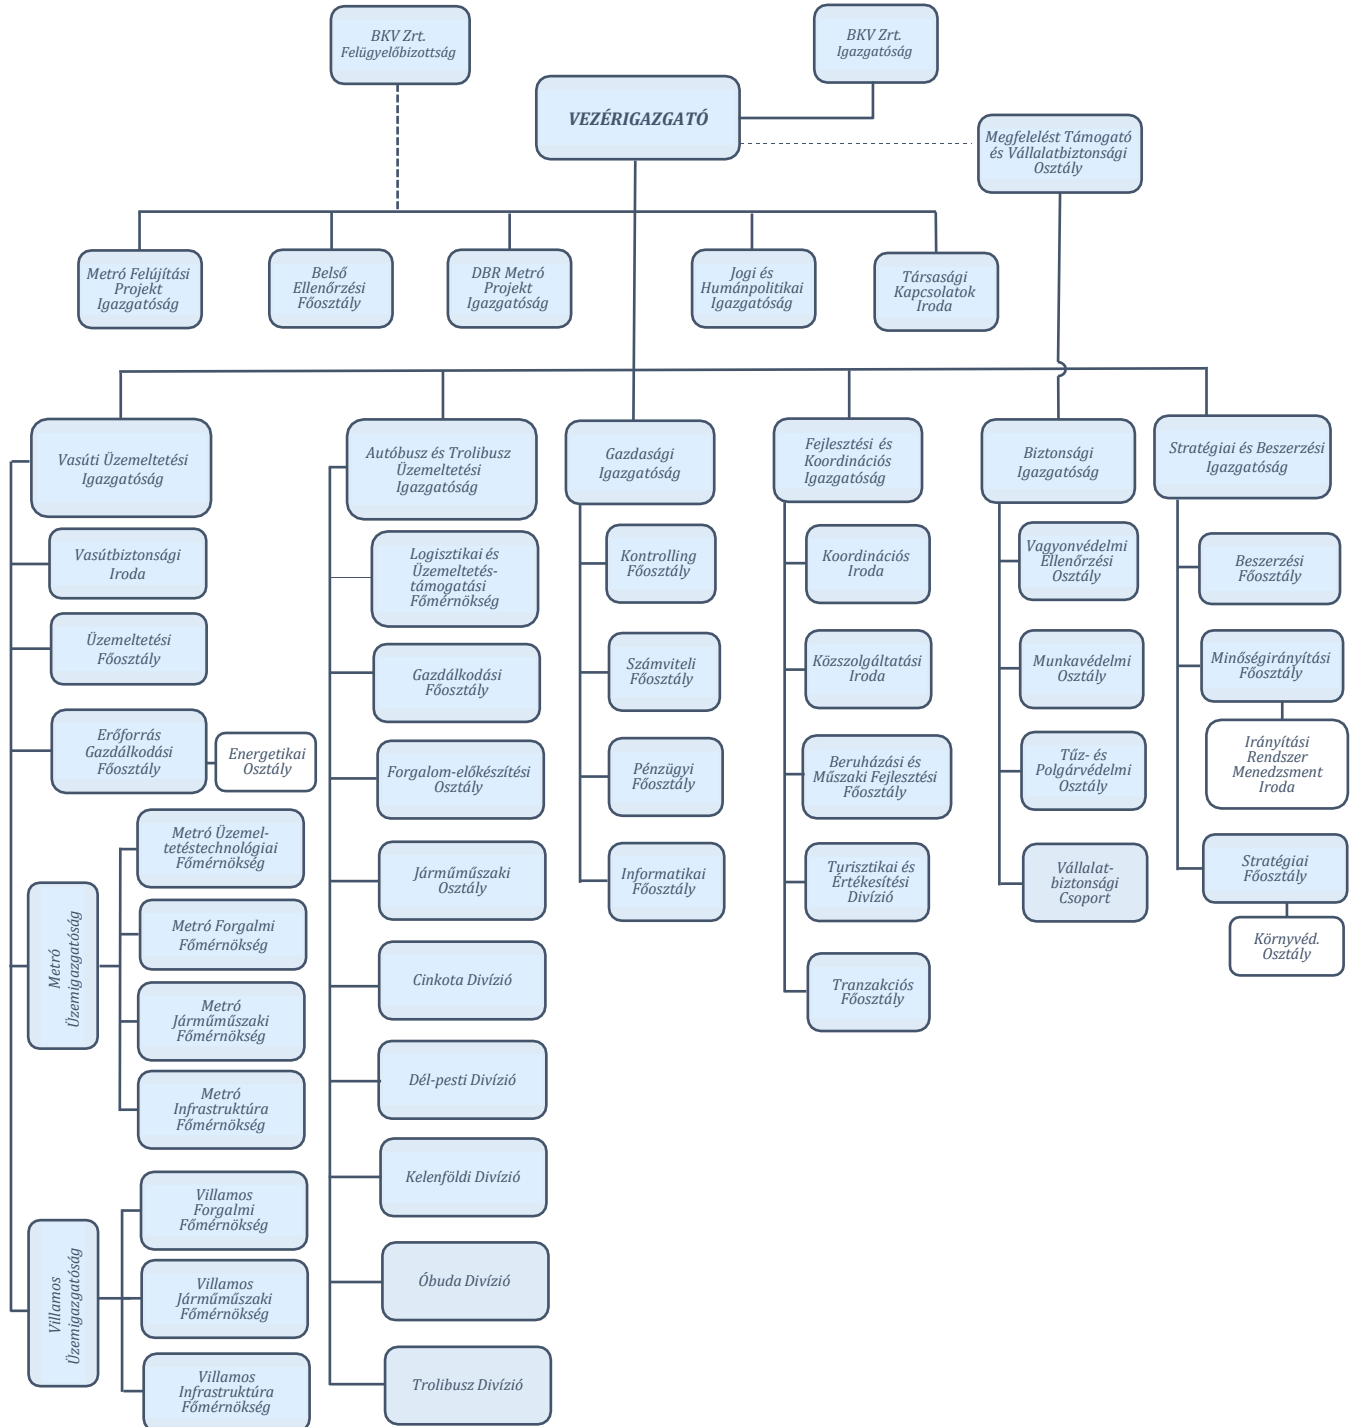 BKV Zrt.
Felügyelőbizottság
BKV Zrt.
Igazgatóság
VEZÉRIGAZGATÓ
Megfelelést Támogató
és Vállalatbiztonsági
Osztály
Metró Felújítási
Projekt
Igazgatóság
Belső
Ellenőrzési
Főosztály
DBR Metró
Projekt
Igazgatóság
Jogi és
Humánpolitikai
Igazgatóság
Társasági
Kapcsolatok
Iroda
Vasúti Üzemeltetési
Igazgatóság
Vasútbiztonsági
Iroda
Üzemeltetési
Főosztály
Erőforrás
Gazdálkodási
Főosztály
Energetikai
Osztály
Metró
Üzemigazgatóság
Metró Üzemel-
tetéstechnológiai
Főmérnökség
Metró Forgalmi
Főmérnökség
Metró
Járműműszaki
Főmérnökség
Metró
Infrastruktúra
Főmérnökség
Villamos
Üzemigazgatóság
Villamos
Forgalmi
Főmérnökség
Villamos
Járműműszaki
Főmérnökség
Villamos
Infrastruktúra
Főmérnökség
Autóbusz és Trolibusz
Üzemeltetési
Igazgatóság
Logisztikai és
Üzemeltetés-
támogatási
Főmérnökség
Gazdálkodási
Főosztály
Forgalom-előkészítési
Osztály
Járműműszaki
Osztály
Cinkota Divízió
Dél-pesti Divízió
Kelenföldi Divízió
Óbuda Divízió
Trolibusz Divízió
Gazdasági
Igazgatóság
Kontrolling
Főosztály
Számviteli
Főosztály
Pénzügyi
Főosztály
Informatikai
Főosztály
Fejlesztési és
Koordinációs
Igazgatóság
Koordinációs
Iroda
Közszolgáltatási
Iroda
Beruházási és
Műszaki Fejlesztési
Főosztály
Turisztikai és
Értékesítési
Divízió
Tranzakciós
Főosztály
Biztonsági
Igazgatóság
Vagyonvédelmi
Ellenőrzési
Osztály
Munkavédelmi
Osztály
Tűz- és
Polgárvédelmi
Osztály
Vállalat-
biztonsági
Csoport
Stratégiai és Beszerzési
Igazgatóság
Beszerzési
Főosztály
Minőségirányítási
Főosztály
Irányítási
Rendszer
Menedzsment
Iroda
Stratégiai
Főosztály
Környvéd.
Osztály